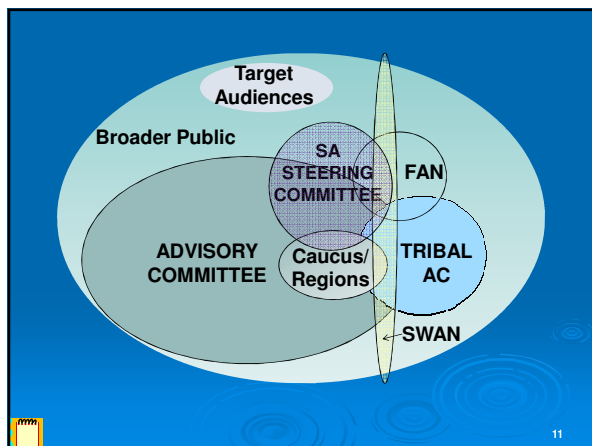 Target
Audiences
Broader Public
SA
STEERING
COMMITTEE
FAN
ADVISORY
COMMITTEE
Caucus/
Regions
TRIBAL
AC
SWAN
11